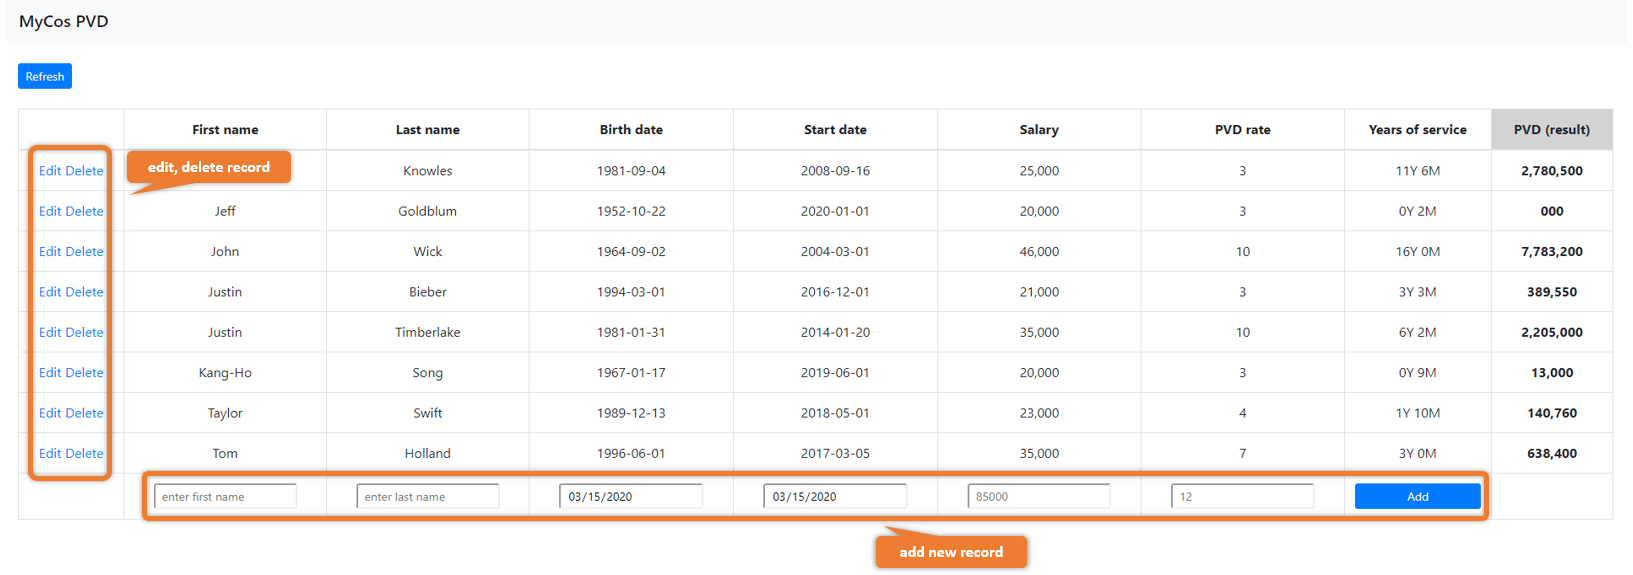 MyCos PVD
Refresh
First name Last name Birth date Start date Salary PVD rate Years of service PVD (result)
edit, delete record
Edit Delete Knowles 1981-09-04 2008-09-16 25,000 3 11Y 6M 2,780,500
Edit Delete Jeff Goldblum 1952-10-22 2020-01-01 20,000 3 0Y 2M 000
Edit Delete John Wick 1964-09-02 2004-03-01 46,000 10 16Y 0M 7,783,200
Edit Delete Justin Bieber 1994-03-01 2016-12-01 21,000 3 3Y 3M 389,550
Edit Delete Justin Timberlake 1981-01-31 2014-01-20 35,000 10 6Y 2M 2,205,000
Edit Delete Kang-Ho Song 1967-01-17 2019-06-01 20,000 3 0Y 9M 13,000
Edit Delete Taylor Swift 1989-12-13 2018-05-01 23,000 4 1Y 10M 140,760
Edit Delete Tom Holland 1996-06-01 2017-03-05 35,000 7 3Y 0M 638,400
enter first name enter last name 03/15/2020 03/15/2020 85000 12 Add
add new record